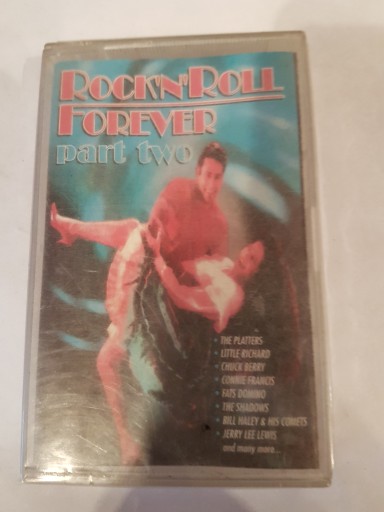 ROCK'N'ROLL
FOREVER
part two
• THE PLATTERS
• LITTLE RICHARD
• CHUCK BERRY
• CONNIE FRANCIS
• FATS DOMINO
• THE SHADOWS
• BILL HALEY & HIS COMETS
• JERRY LEE LEWIS
and many more...